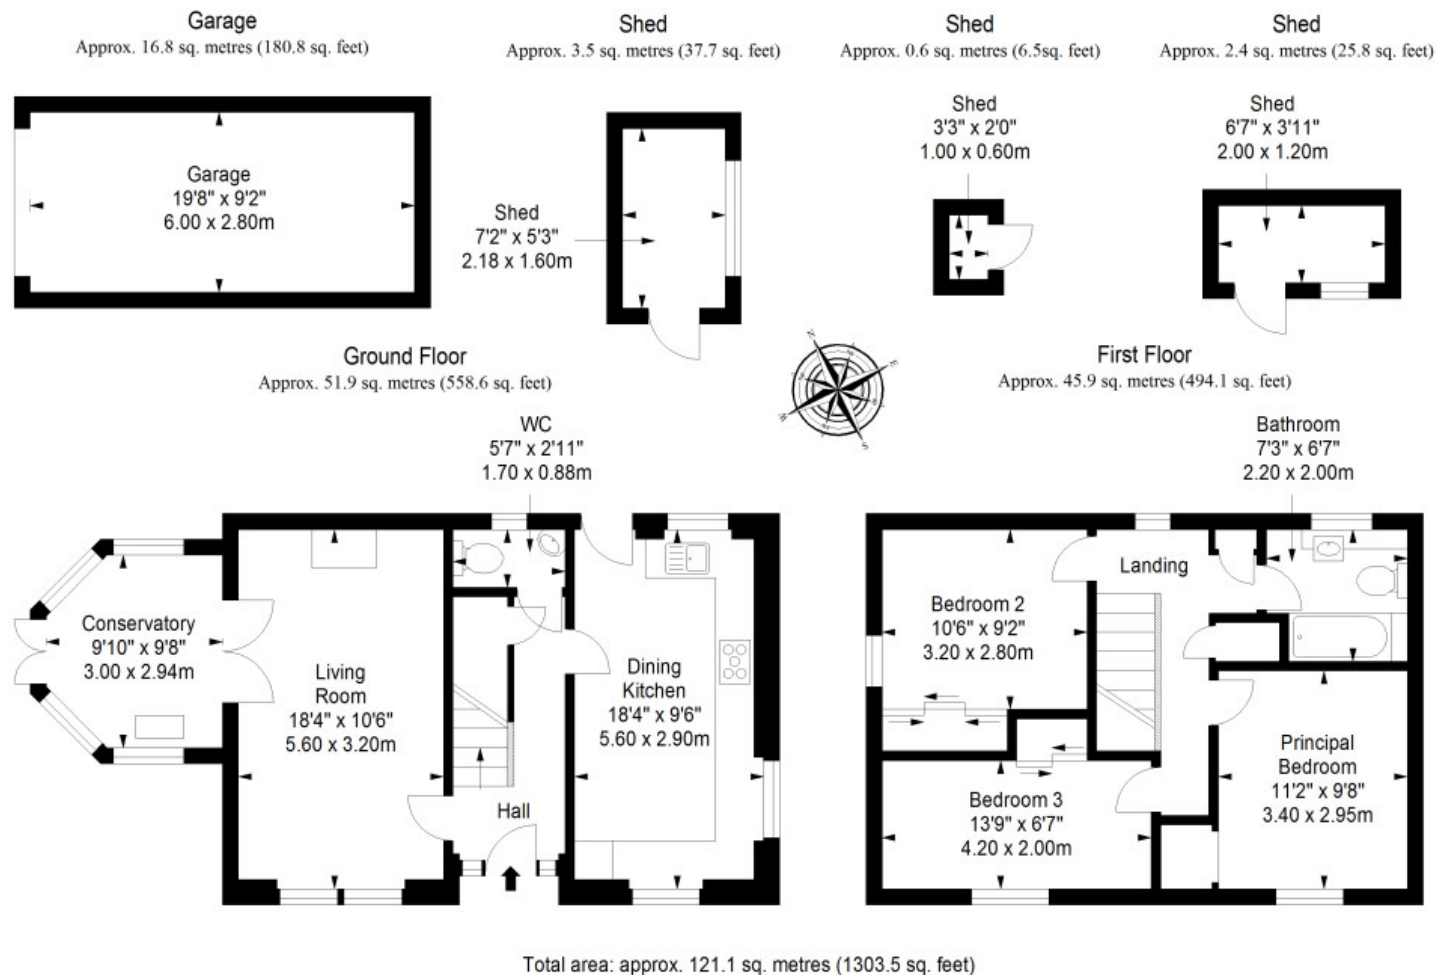 Garage
Approx. 16.8 sq. metres (180.8 sq. feet)
Shed
Approx. 3.5 sq. metres (37.7 sq. feet)
Shed
Approx. 0.6 sq. metres (6.5sq. feet)
Shed
Approx. 2.4 sq. metres (25.8 sq. feet)
Garage
19'8" x 9'2"
6.00 x 2.80m
Shed
7'2" x 5'3"
2.18 x 1.60m
Shed
3'3" x 2'0"
1.00 x 0.60m
Shed
6'7" x 3'11"
2.00 x 1.20m
Ground Floor
Approx. 51.9 sq. metres (558.6 sq. feet)
N
E
S
W
First Floor
Approx. 45.9 sq. metres (494.1 sq. feet)
WC
5'7" x 2'11"
1.70 x 0.88m
Conservatory
9'10" x 9'8"
3.00 x 2.94m
Living
Room
18'4" x 10'6"
5.60 x 3.20m
Dining
Kitchen
18'4" x 9'6"
5.60 x 2.90m
Hall
Bathroom
7'3" x 6'7"
2.20 x 2.00m
Landing
Bedroom 2
10'6" x 9'2"
3.20 x 2.80m
Bedroom 3
13'9" x 6'7"
4.20 x 2.00m
Principal
Bedroom
11'2" x 9'8"
3.40 x 2.95m
Total area: approx. 121.1 sq. metres (1303.5 sq. feet)